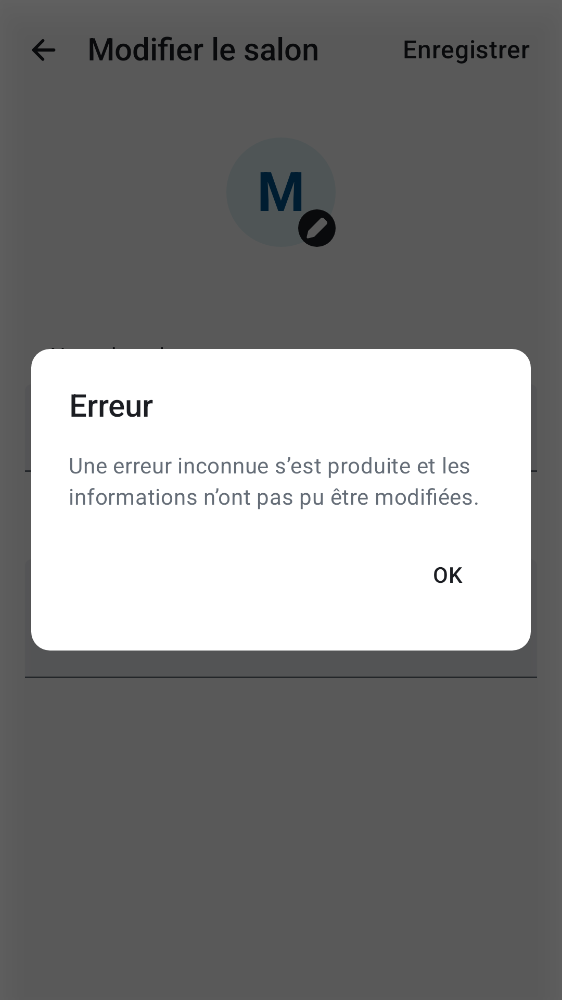 Modifier le salon
Enregistrer
M
Erreur
Une erreur inconnue s’est produite et les
informations n’ont pas pu être modifiées.
OK